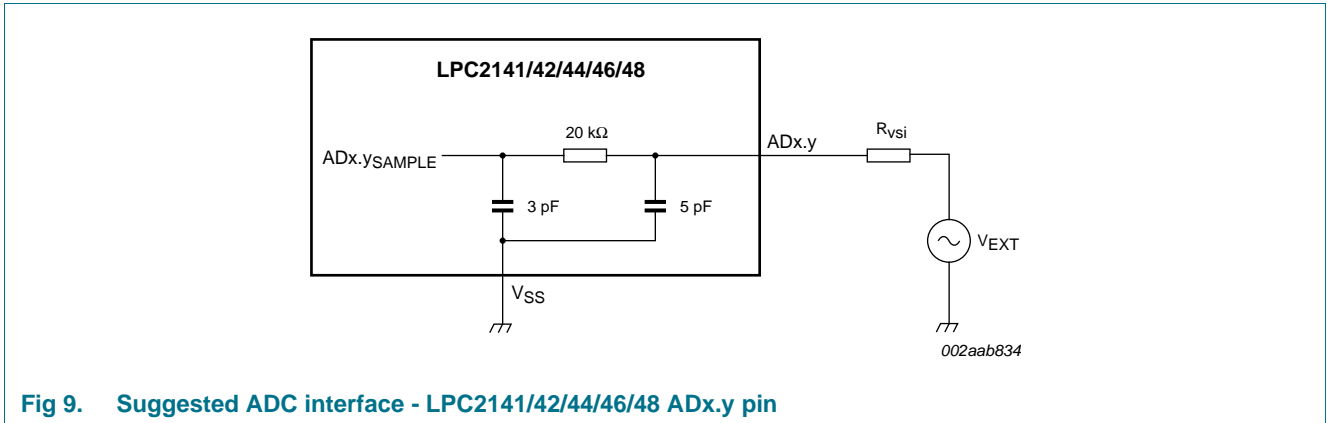 LPC2141/42/44/46/48
20 kΩ
ADx.y
Rvsi
ADx.ySAMPLE
3 pF
5 pF
VEXT
VSS
002aab834
Fig 9. Suggested ADC interface - LPC2141/42/44/46/48 ADx.y pin